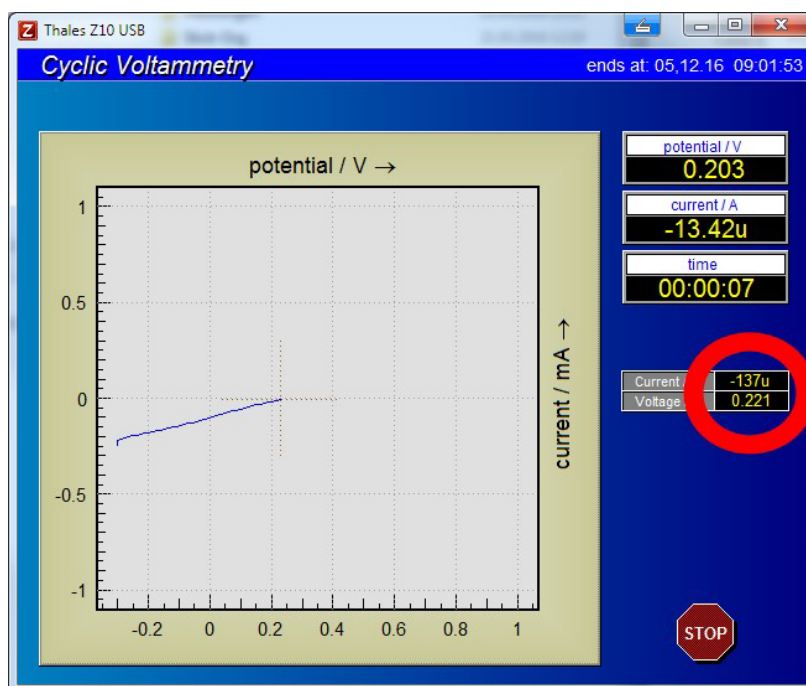 Z Thales Z10 USB
Cyclic Voltammetry
ends at: 05,12.16 09:01:53
potential / V →
1
0.5
0
-0.5
-1
-0.2 0 0.2 0.4 0.6 0.8 1
current / mA →
potential / V
0.203
current / A
-13.42u
time
00:00:07
Current / -137u
Voltage 0.221
STOP